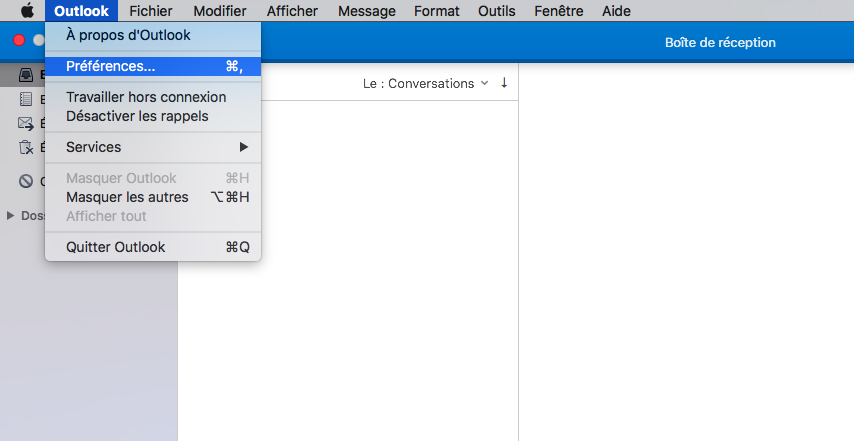 Outlook Fichier Modifier Afficher Message Format Outils Fenêtre Aide
À propos d'Outlook
Boîte de réception
Préférences... ⌘,
Le : Conversations
Travailler hors connexion
Désactiver les rappels
Services
Masquer Outlook ⌘H
Masquer les autres ⌥⌘H
Afficher tout
Quitter Outlook ⌘Q